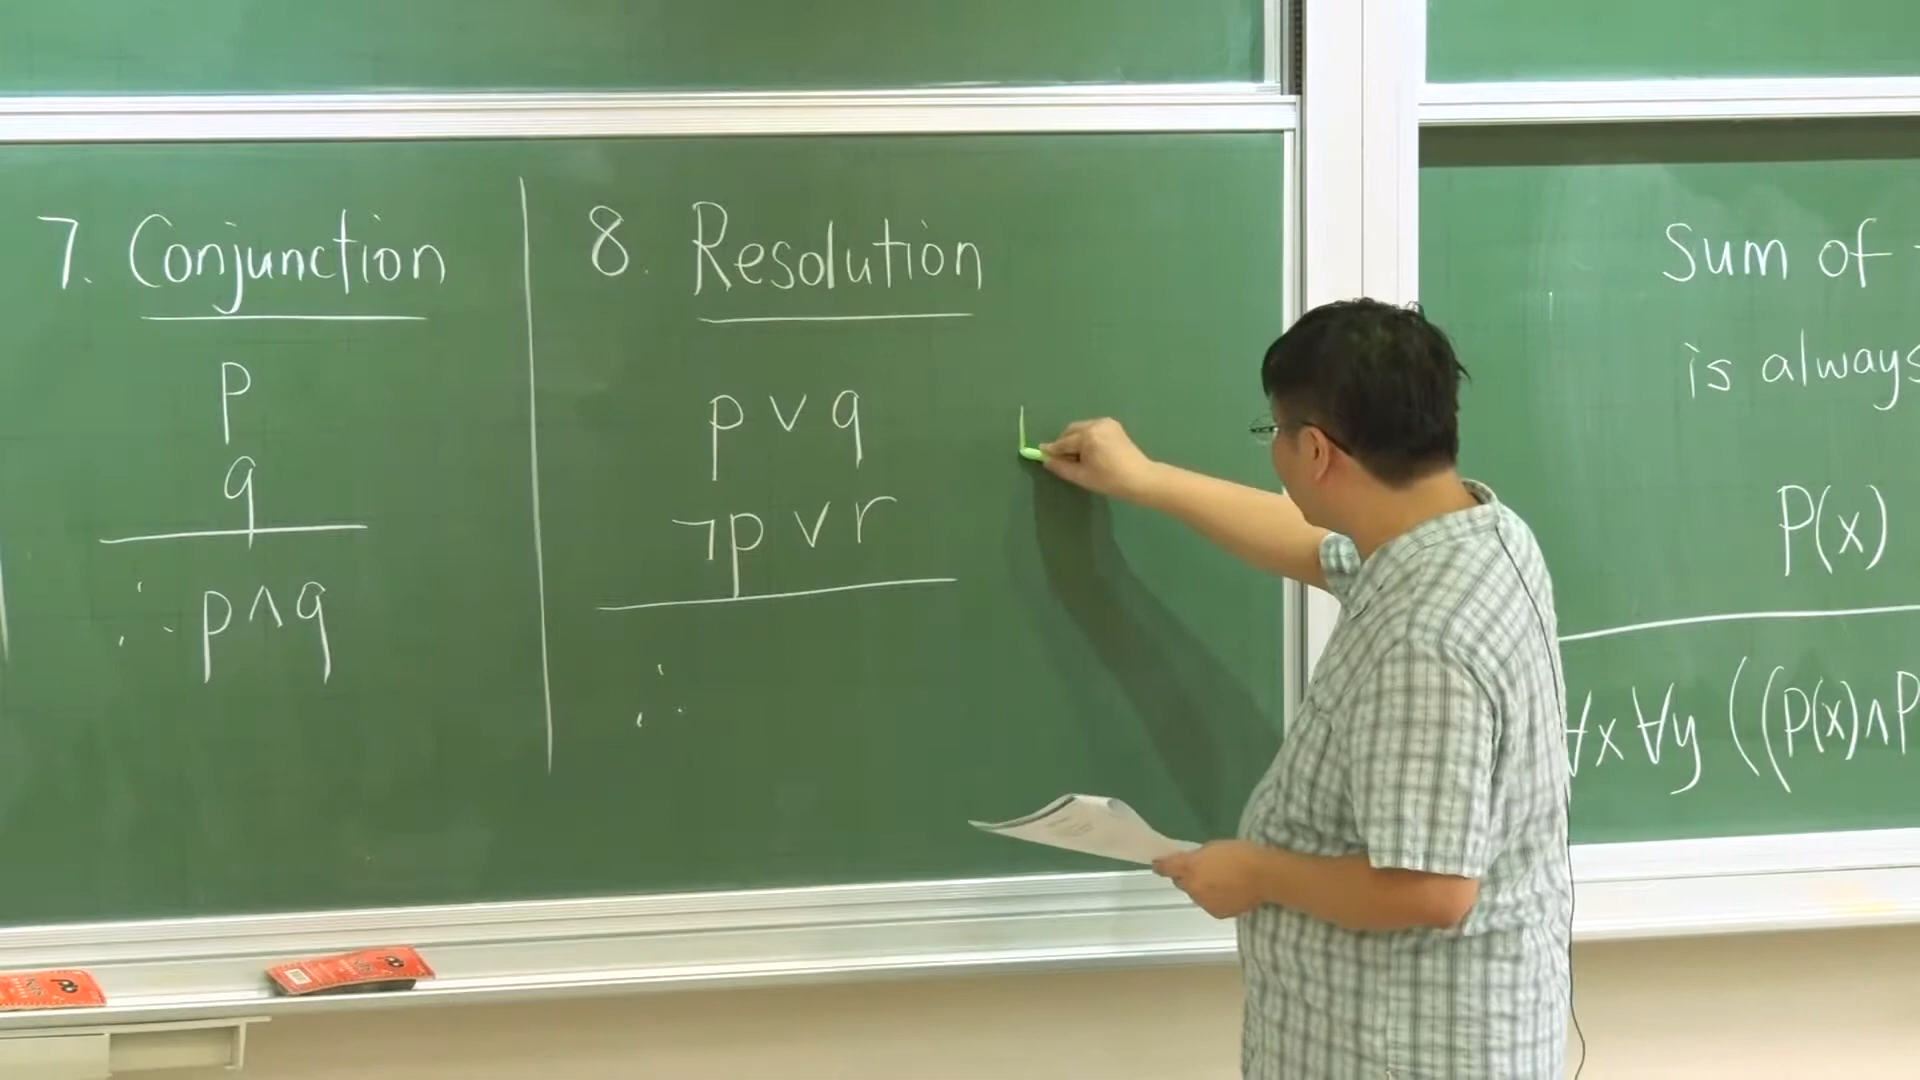 7. Conjunction
p
q
∴ p ∧ q
8. Resolution
p ∨ q
¬p ∨ r
∴
Sum of
is always
P(x)
∀x ∀y ((P(x) ∧ P